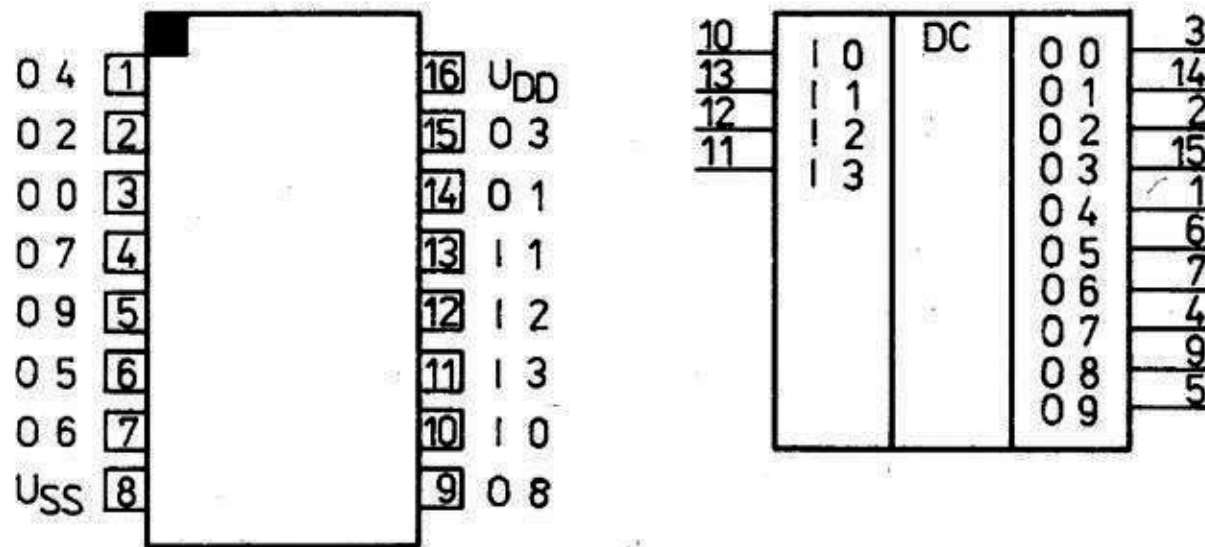 O 4 1 16 UDD
O 2 2 15 O 3
O 0 3 14 O 1
O 7 4 13 I 1
O 9 5 12 I 2
O 5 6 11 I 3
O 6 7 10 I 0
USS 8 9 O 8
DC
10 I 0 O 0 3
13 I 1 O 1 14
12 I 2 O 2 2
11 I 3 O 3 15
O 4 1
O 5 6
O 6 7
O 7 4
O 8 9
O 9 5